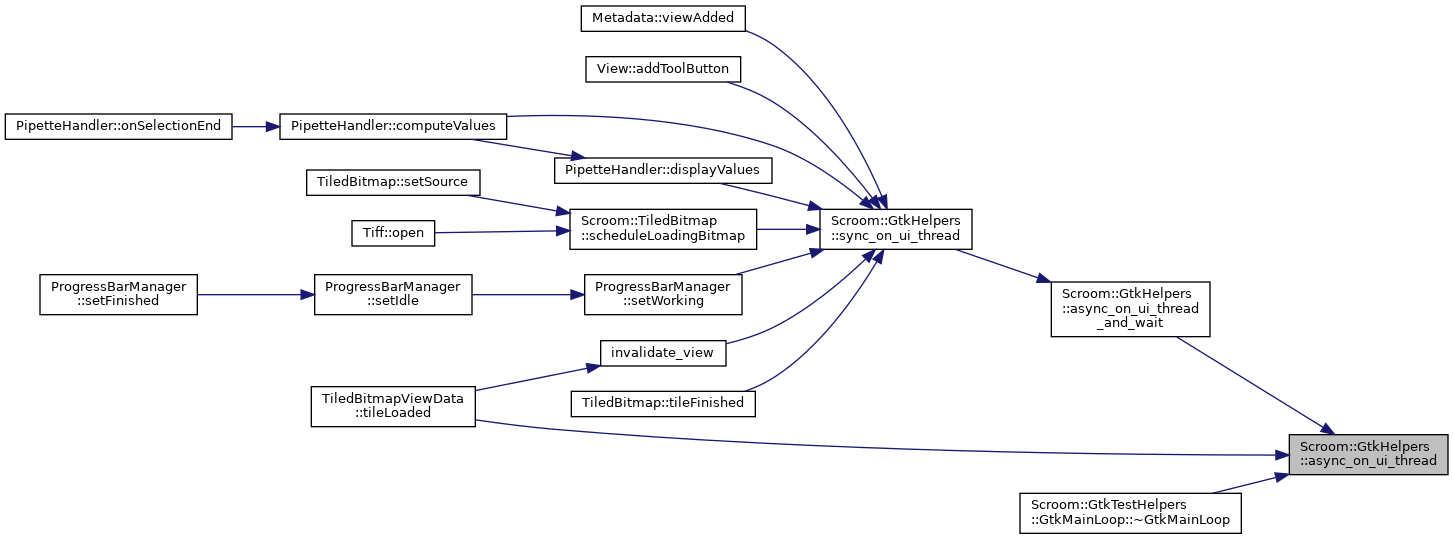 Metadata::viewAdded
View::addToolButton
PipetteHandler::onSelectionEnd
PipetteHandler::computeValues
PipetteHandler::displayValues
TiledBitmap::setSource
Tiff::open
Scroom::TiledBitmap
::scheduleLoadingBitmap
Scroom::GtkHelpers
::sync_on_ui_thread
ProgressBarManager
::setFinished
ProgressBarManager
::setIdle
ProgressBarManager
::setWorking
Scroom::GtkHelpers
::async_on_ui_thread
_and_wait
invalidate_view
TiledBitmapViewData
::tileLoaded
TiledBitmap::tileFinished
Scroom::GtkHelpers
::async_on_ui_thread
Scroom::GtkTestHelpers
::GtkMainLoop::~GtkMainLoop